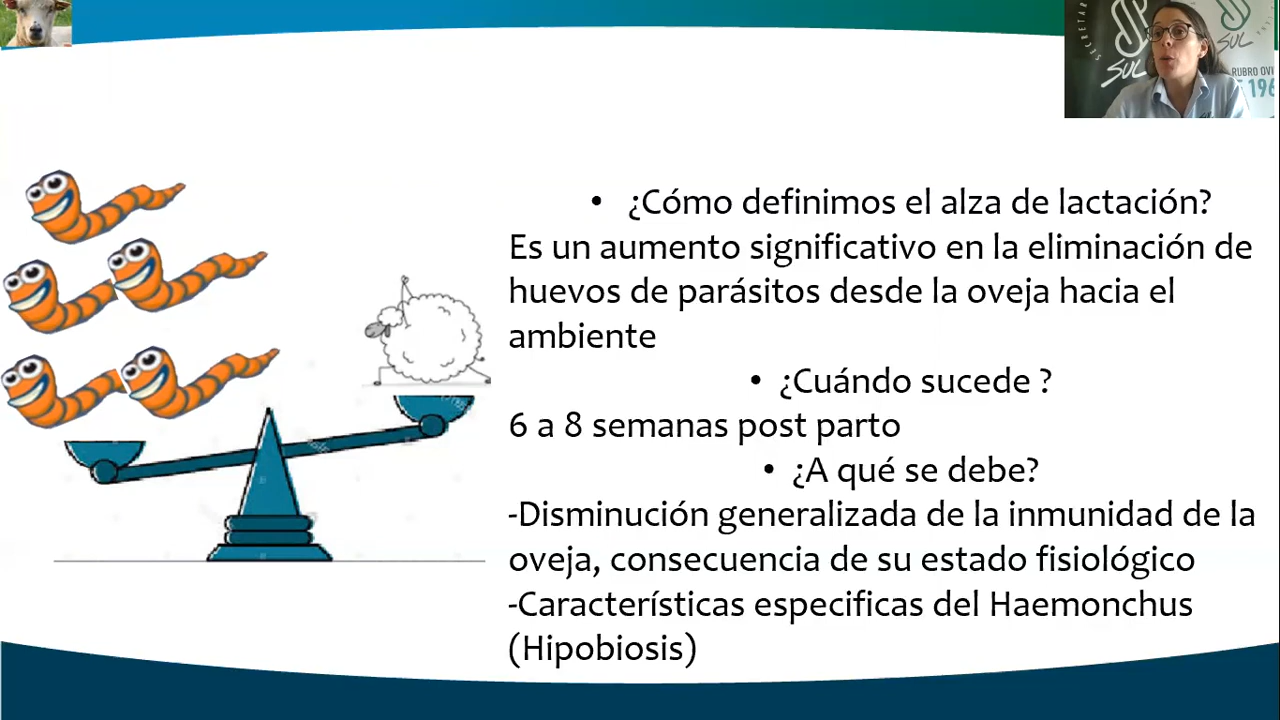 SUL
SUL
RUBRO OVI
196
• ¿Cómo definimos el alza de lactación?
Es un aumento significativo en la eliminación de
huevos de parásitos desde la oveja hacia el
ambiente
• ¿Cuándo sucede ?
6 a 8 semanas post parto
• ¿A qué se debe?
-Disminución generalizada de la inmunidad de la
oveja, consecuencia de su estado fisiológico
-Características especificas del Haemonchus
(Hipobiosis)